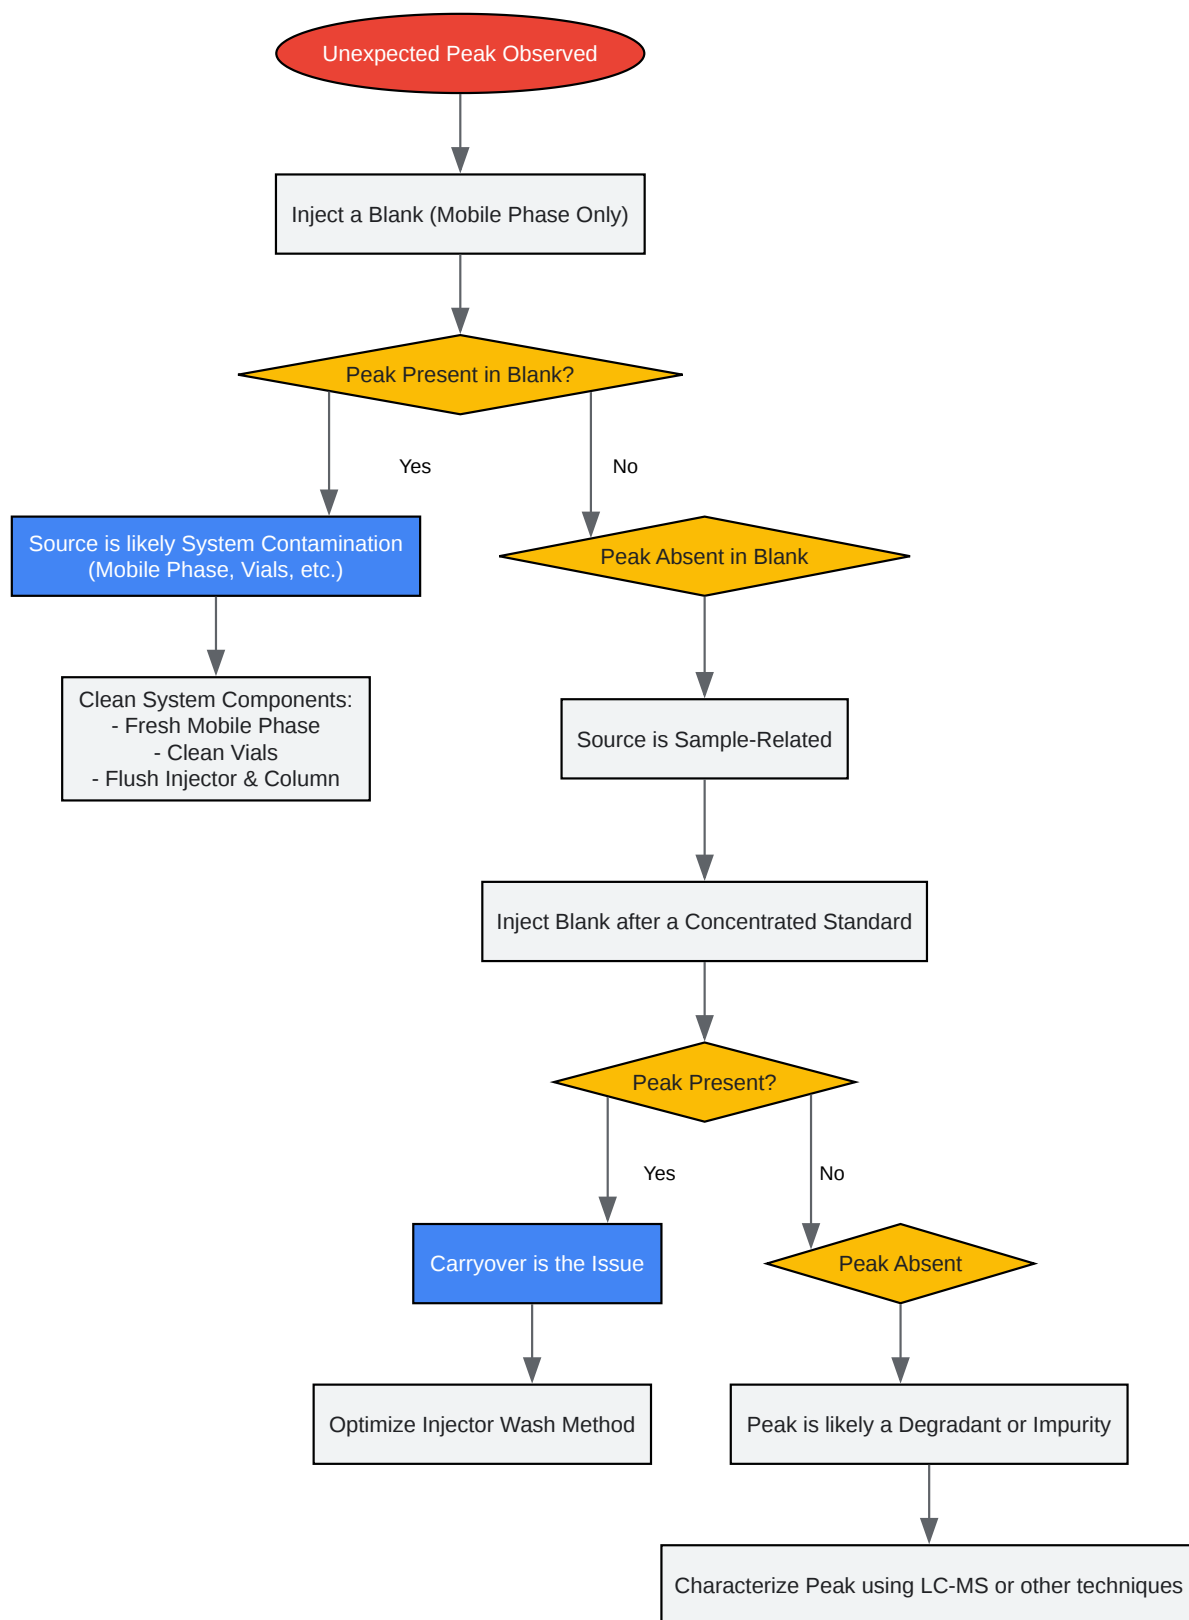 Unexpected Peak Observed
Inject a Blank (Mobile Phase Only)
Peak Present in Blank?
Yes
No
Source is likely System Contamination
(Mobile Phase, Vials, etc.)
Peak Absent in Blank
Clean System Components:
- Fresh Mobile Phase
- Clean Vials
- Flush Injector & Column
Source is Sample-Related
Inject Blank after a Concentrated Standard
Peak Present?
Yes
No
Carryover is the Issue
Peak Absent
Optimize Injector Wash Method
Peak is likely a Degradant or Impurity
Characterize Peak using LC-MS or other techniques